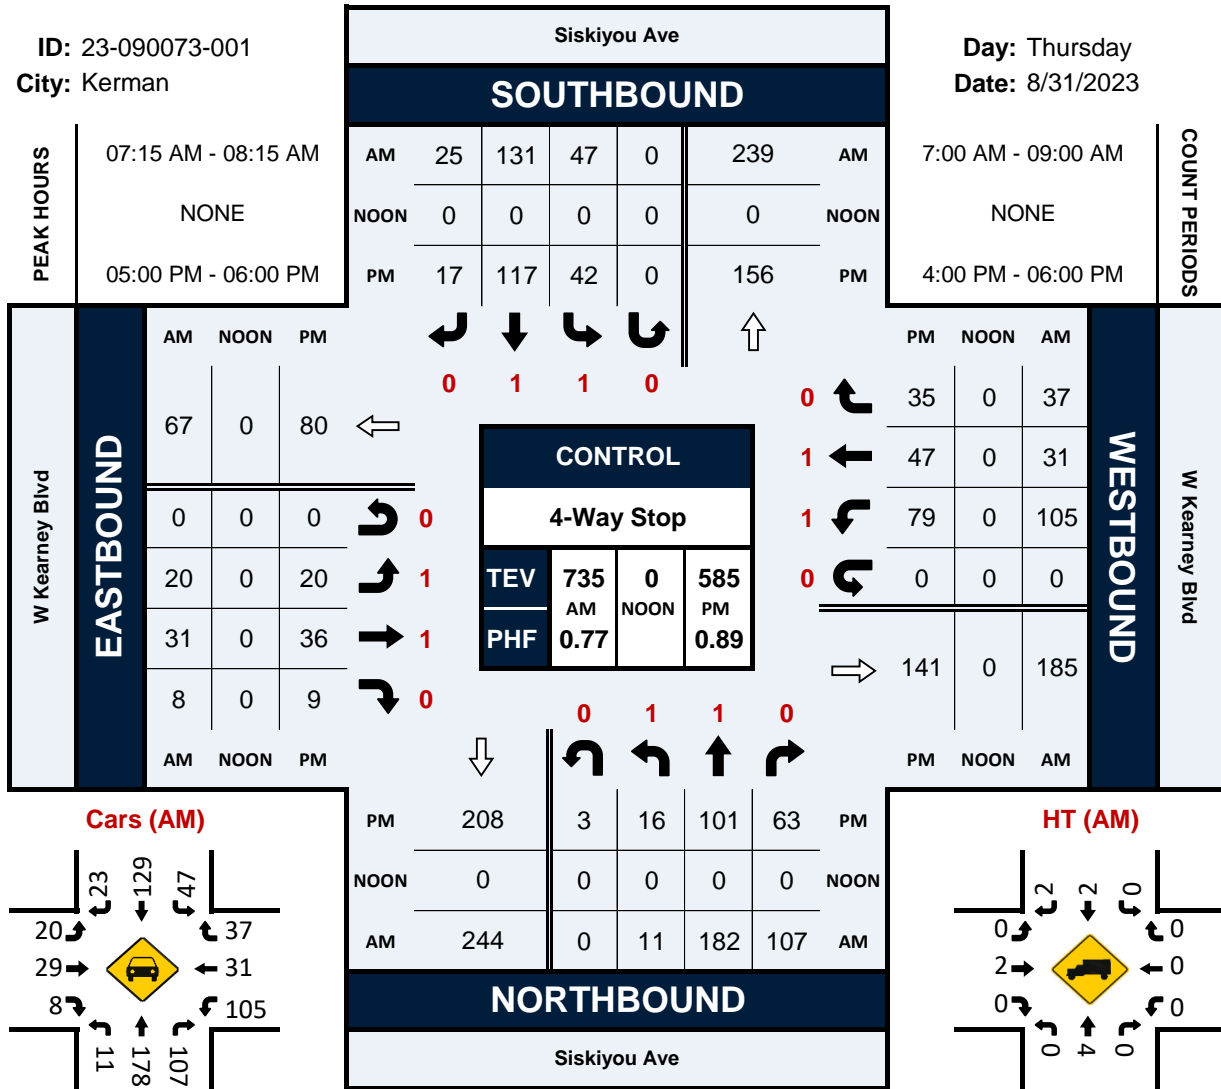 ID: 23-090073-001
City: Kerman
Siskiyou Ave
Day: Thursday
Date: 8/31/2023
SOUTHBOUND
PEAK HOURS
07:15 AM - 08:15 AM
NONE
05:00 PM - 06:00 PM
AM 25 131 47 0 239 AM
NOON 0 0 0 0 0 NOON
PM 17 117 42 0 156 PM
7:00 AM - 09:00 AM
NONE
4:00 PM - 06:00 PM
COUNT PERIODS
0 1 1 0
W Kearney Blvd
EASTBOUND
AM NOON PM
67 0 80
0 0 0 0
20 0 20 1
31 0 36 1
8 0 9 0
AM NOON PM
CONTROL
4-Way Stop
TEV 735 0 585
AM NOON PM
PHF 0.77 0.89
PM NOON AM
0 35 0 37
1 47 0 31
1 79 0 105
0 0 0 0
141 0 185
PM NOON AM
WESTBOUND
W Kearney Blvd
0 1 1 0
PM 208 3 16 101 63 PM
NOON 0 0 0 0 0 NOON
AM 244 0 11 182 107 AM
NORTHBOUND
Siskiyou Ave
Cars (AM)
23 129 47
20 37
29 31
8 105
11 178 107
HT (AM)
2 2 0
0 0
2 0
0 0
0 4 0